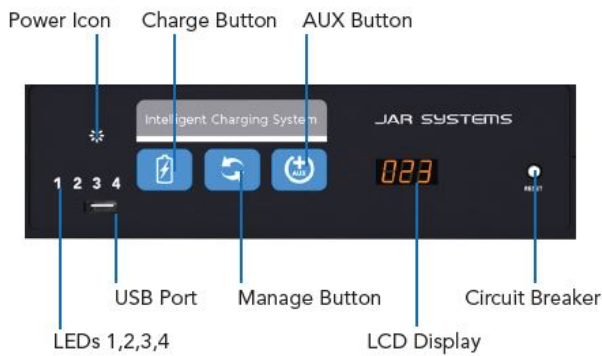 Power Icon Charge Button AUX Button
Intelligent Charging System
JAR SYSTEMS
AUX
023
1 2 3 4
RESET
USB Port Manage Button Circuit Breaker
LEDs 1,2,3,4 LCD Display